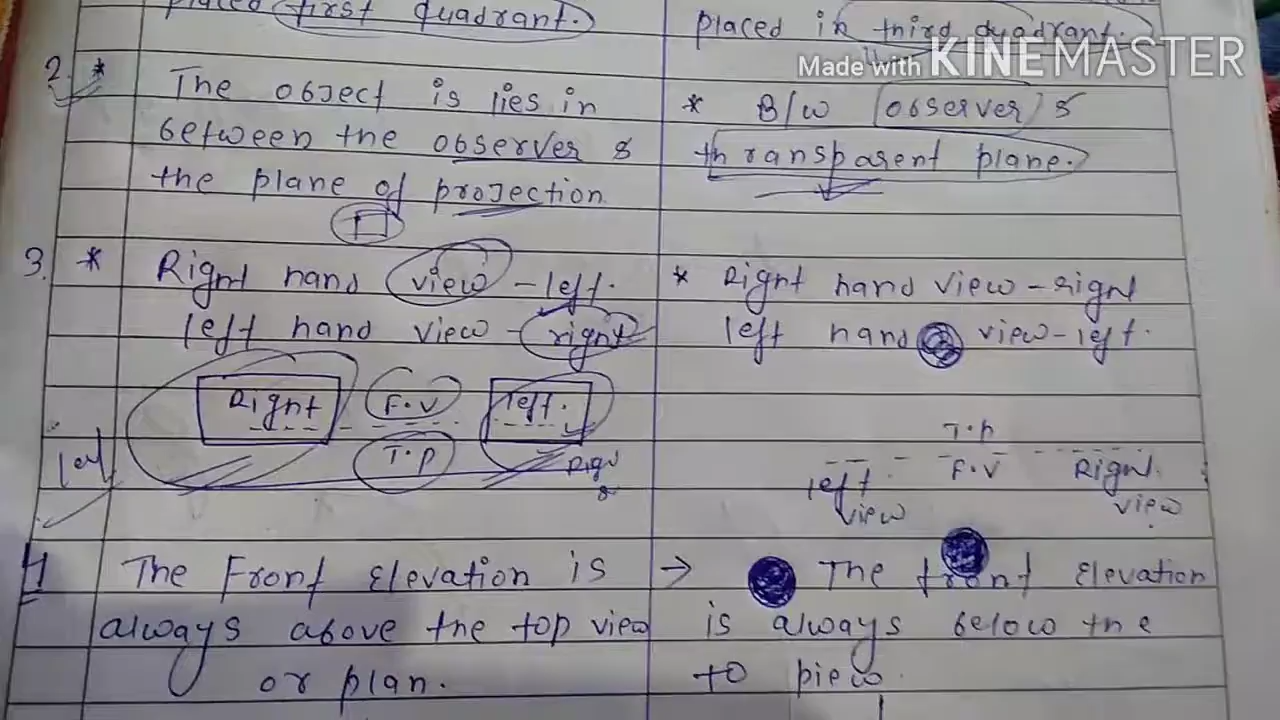 placed first quadrant.
placed in third quadrant.
Made with KINEMASTER
2. * The object is lies in
between the observer &
the plane of projection
* B/w observer &
thransparent plane.
3. * Right hand view - left.
left hand view - right
* Right hand view - right
left hand view - left.
Right F.V left.
T.P
T.P
left F.V Right
view view
4 The Front Elevation is
always above the top view
or plan.
→ The front Elevation
is always below the
to piew.